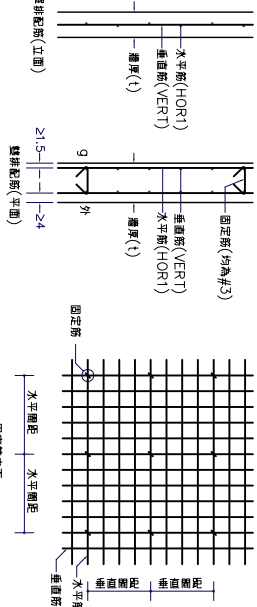 牆厚(t)
垂直筋(VERT)
水平筋(HOR1)
排配筋(立面)
固定筋(均為#3)
垂直筋(VERT)
水平筋(HOR1)
牆厚(t)
外
≥1.5
≥4
雙排配筋(平面)
固定筋
水平間距
水平間距
垂直間距
垂直間距
垂直筋